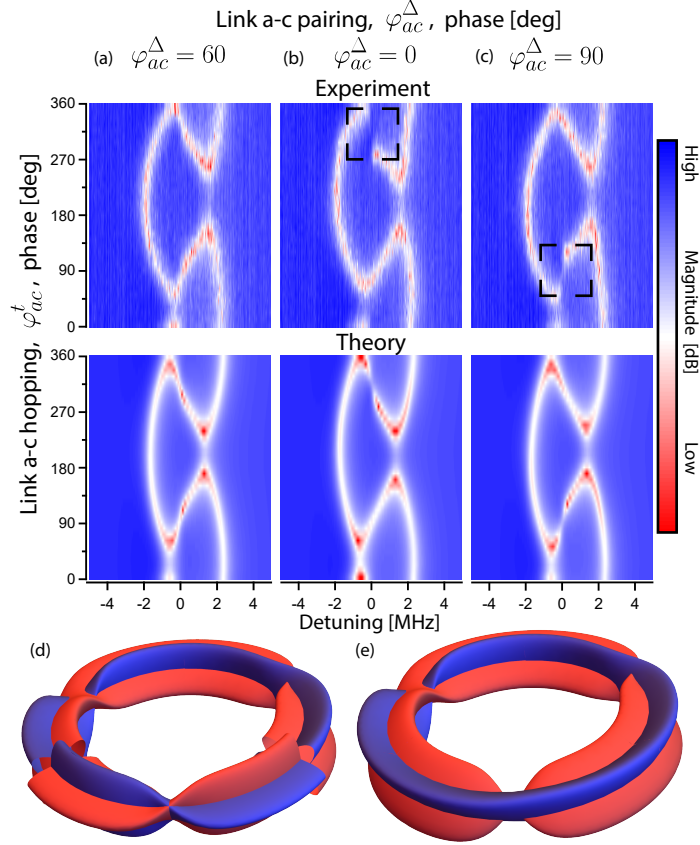 Link a-c pairing, φ^Δ_ac, phase [deg]
(a) φ^Δ_ac = 60 (b) φ^Δ_ac = 0 (c) φ^Δ_ac = 90
Experiment
360
270
180
90
0
Link a-c hopping, φ^t_ac, phase [deg]
High
Magnitude [dB]
Low
Theory
360
270
180
90
0
-4 -2 0 2 4 -4 -2 0 2 4 -4 -2 0 2 4
Detuning [MHz]
(d) (e)